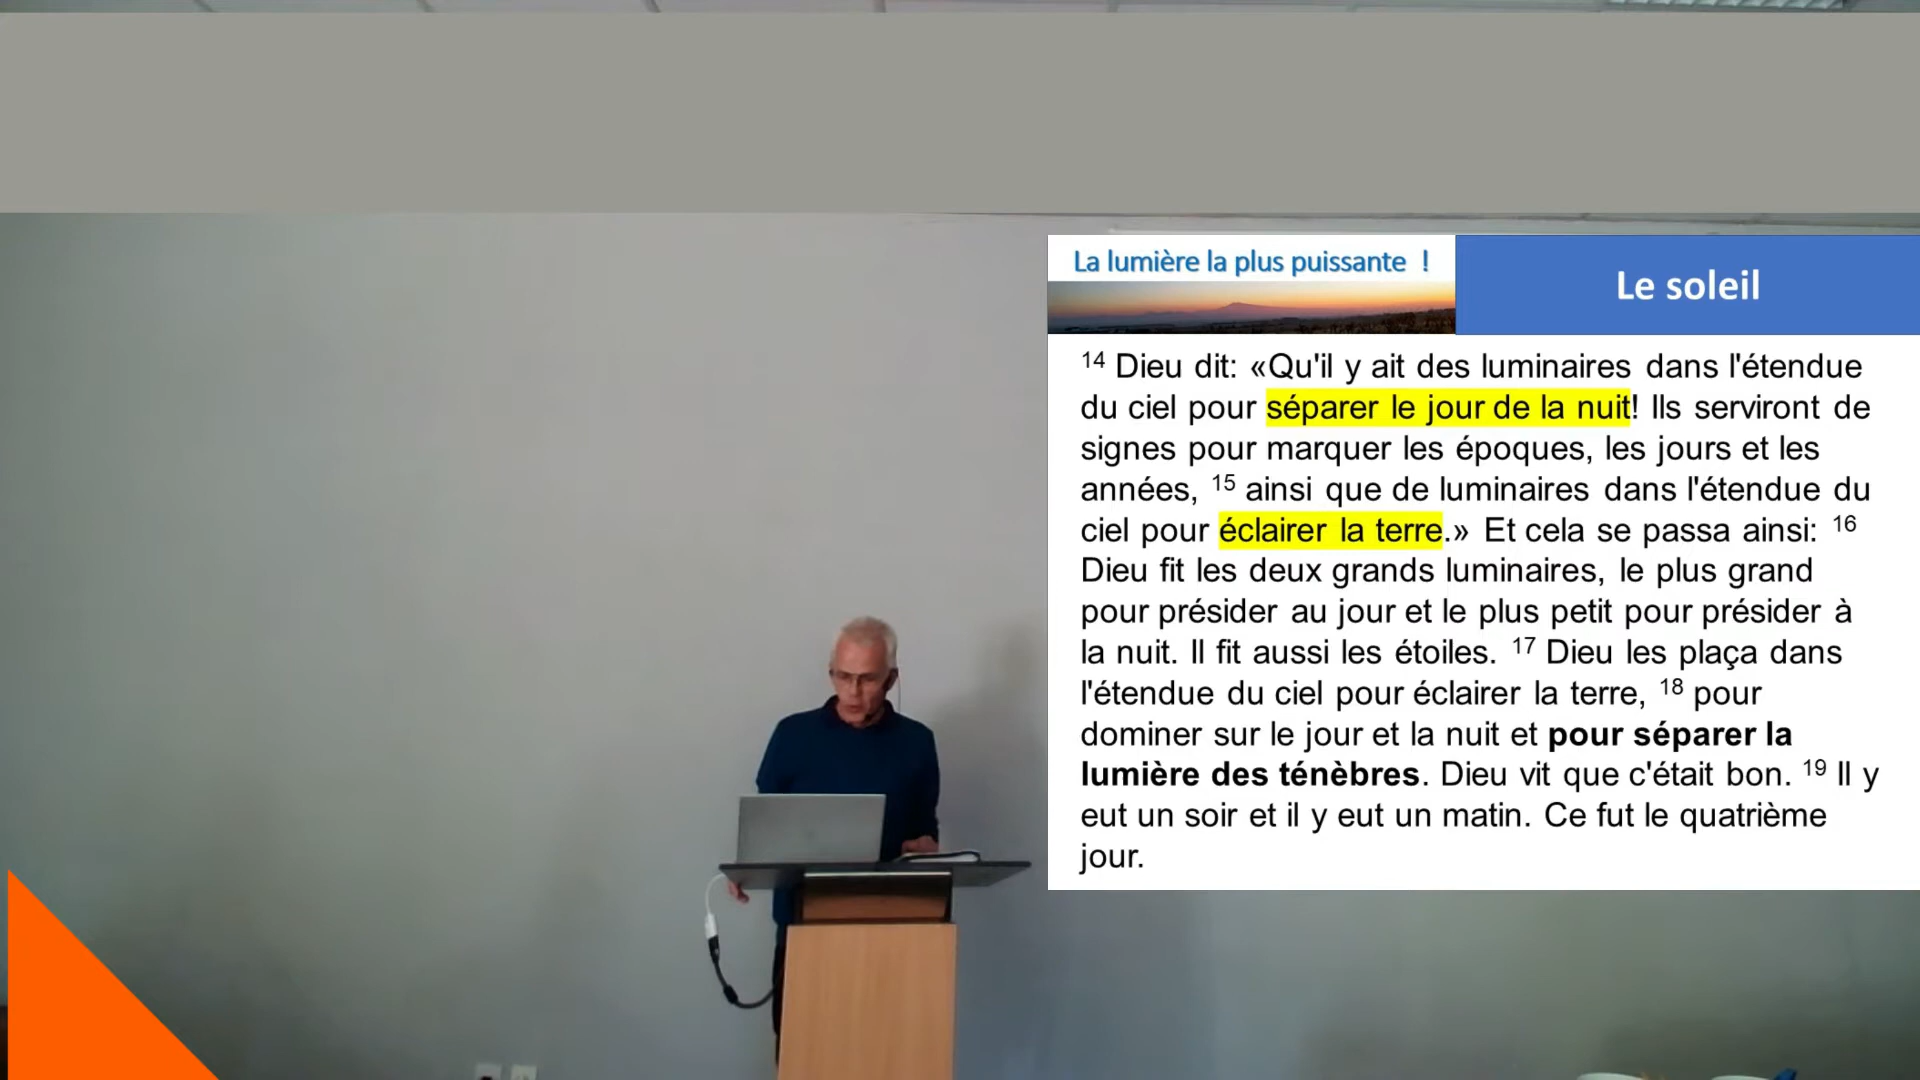 La lumière la plus puissante !
Le soleil
14 Dieu dit: «Qu'il y ait des luminaires dans l'étendue
du ciel pour séparer le jour de la nuit! Ils serviront de
signes pour marquer les époques, les jours et les
années, 15 ainsi que de luminaires dans l'étendue du
ciel pour éclairer la terre.» Et cela se passa ainsi: 16
Dieu fit les deux grands luminaires, le plus grand
pour présider au jour et le plus petit pour présider à
la nuit. Il fit aussi les étoiles. 17 Dieu les plaça dans
l'étendue du ciel pour éclairer la terre, 18 pour
dominer sur le jour et la nuit et pour séparer la
lumière des ténèbres. Dieu vit que c'était bon. 19 Il y
eut un soir et il y eut un matin. Ce fut le quatrième
jour.